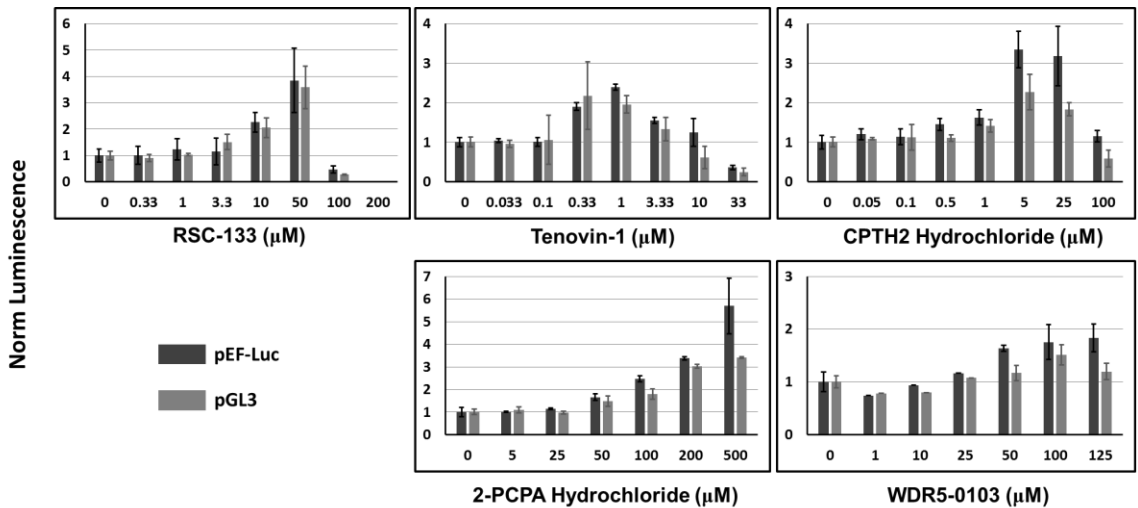 Norm Luminescence
6
5
4
3
2
1
0
0 0.33 1 3.3 10 50 100 200
RSC-133 (μM)
4
3
2
1
0
0 0.033 0.1 0.33 1 3.33 10 33
Tenovin-1 (μM)
4
3
2
1
0
0 0.05 0.1 0.5 1 5 25 100
CPTH2 Hydrochloride (μM)
pEF-Luc
pGL3
7
6
5
4
3
2
1
0
0 5 25 50 100 200 500
2-PCPA Hydrochloride (μM)
3
2
1
0
0 1 10 25 50 100 125
WDR5-0103 (μM)